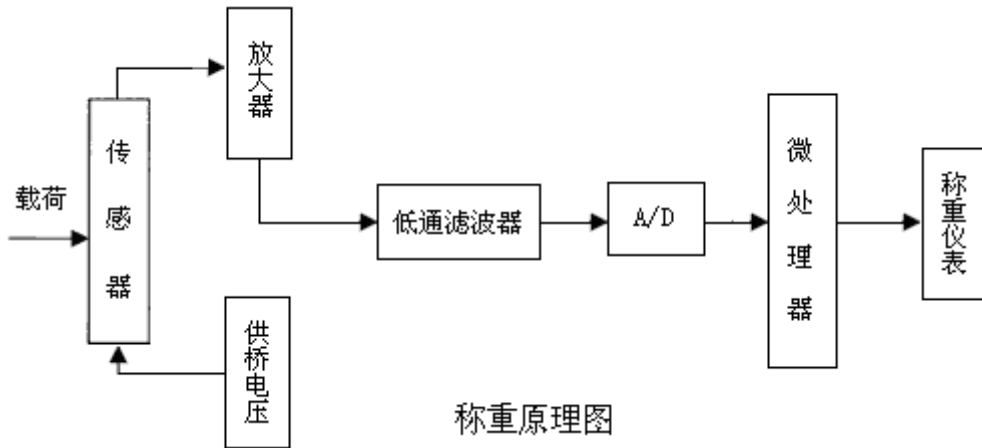 载荷
传感器
放大器
供桥电压
低通滤波器
A/D
微处理器
称重仪表
称重原理图